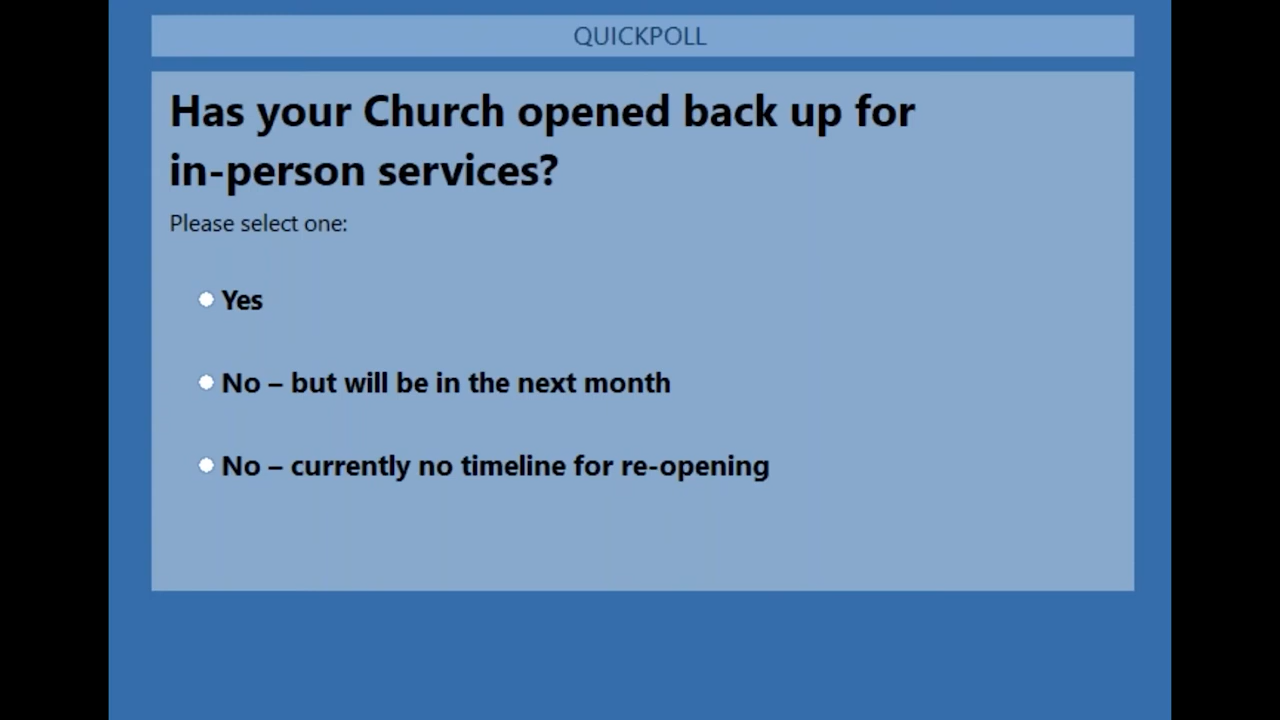 QUICKPOLL
Has your Church opened back up for
in-person services?
Please select one:
Yes
No – but will be in the next month
No – currently no timeline for re-opening